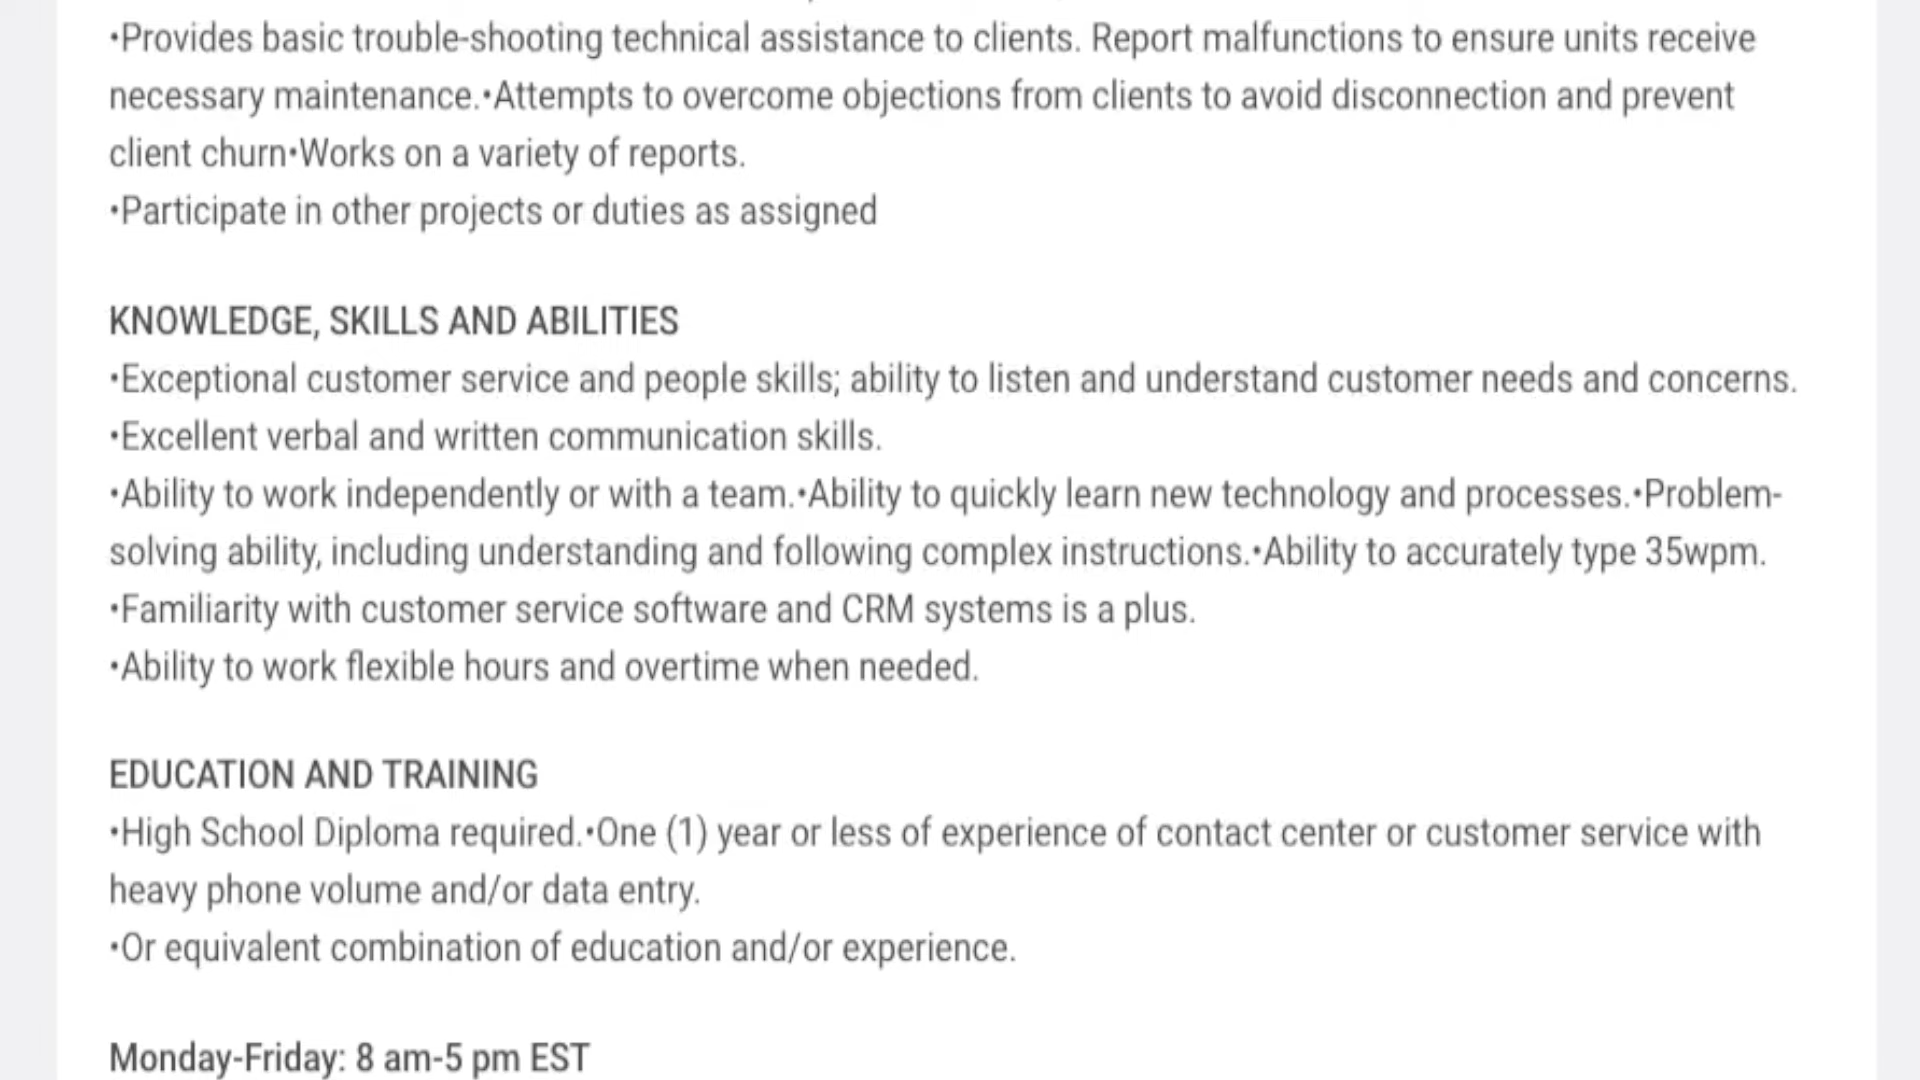 •Provides basic trouble-shooting technical assistance to clients. Report malfunctions to ensure units receive
necessary maintenance.•Attempts to overcome objections from clients to avoid disconnection and prevent
client churn•Works on a variety of reports.
•Participate in other projects or duties as assigned
KNOWLEDGE, SKILLS AND ABILITIES
•Exceptional customer service and people skills; ability to listen and understand customer needs and concerns.
•Excellent verbal and written communication skills.
•Ability to work independently or with a team.•Ability to quickly learn new technology and processes.•Problem-
solving ability, including understanding and following complex instructions.•Ability to accurately type 35wpm.
•Familiarity with customer service software and CRM systems is a plus.
•Ability to work flexible hours and overtime when needed.
EDUCATION AND TRAINING
•High School Diploma required.•One (1) year or less of experience of contact center or customer service with
heavy phone volume and/or data entry.
•Or equivalent combination of education and/or experience.
Monday-Friday: 8 am-5 pm EST